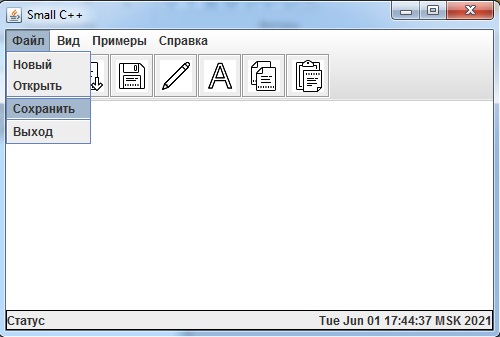 Small C++
Файл Вид Примеры Справка
Новый
Открыть
Сохранить
Выход
Статус Tue Jun 01 17:44:37 MSK 2021